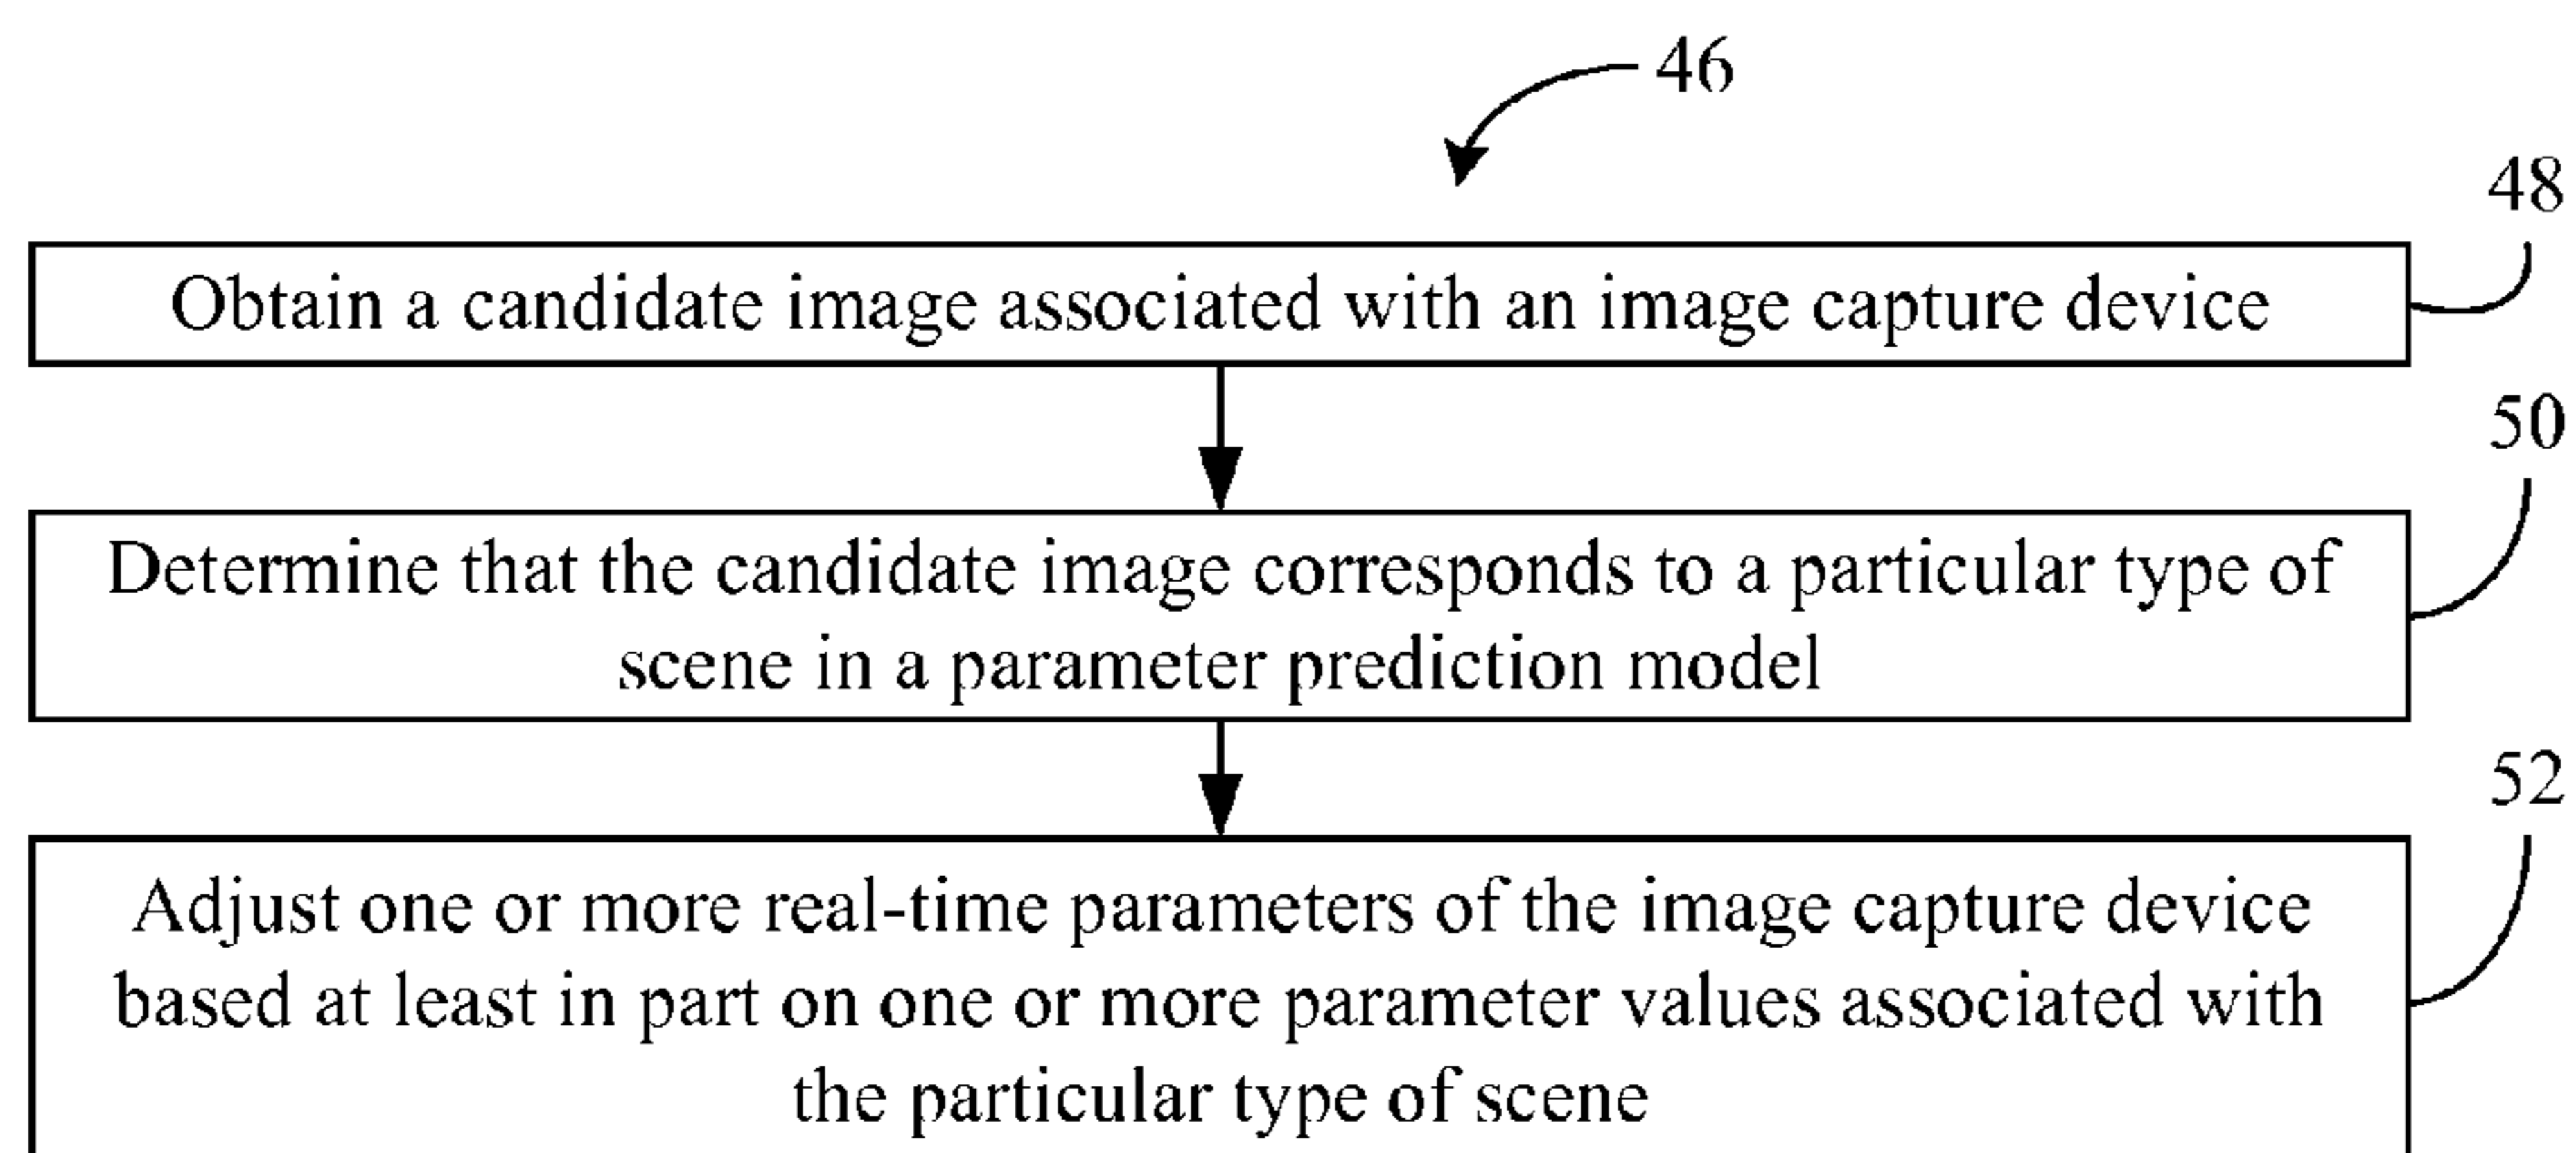 46
48
Obtain a candidate image associated with an image capture device
50
Determine that the candidate image corresponds to a particular type of
scene in a parameter prediction model
52
Adjust one or more real-time parameters of the image capture device
based at least in part on one or more parameter values associated with
the particular type of scene